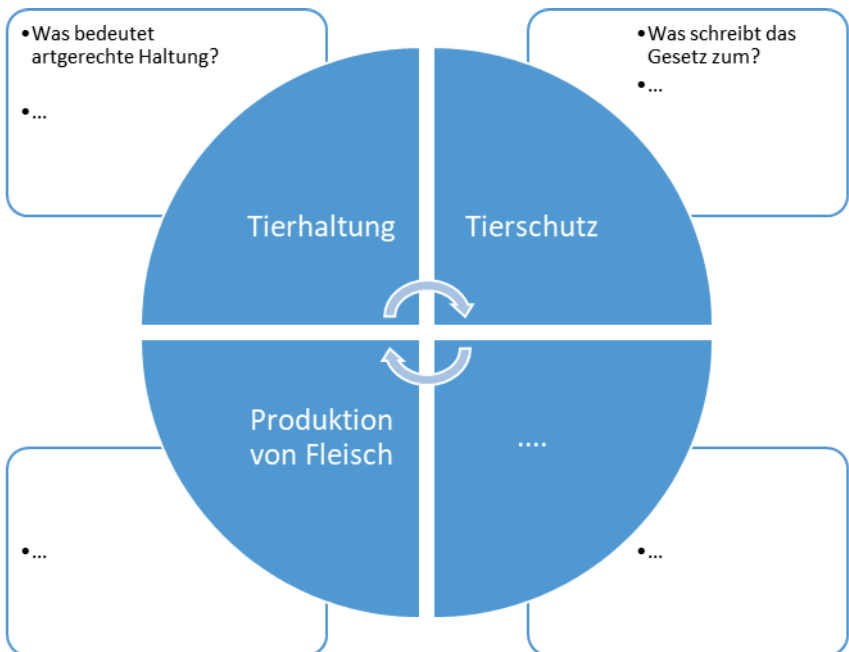 •Was bedeutet
artgerechte Haltung?
•...
•Was schreibt das
Gesetz zum?
•...
Tierhaltung
Tierschutz
Produktion
von Fleisch
....
•...
•...